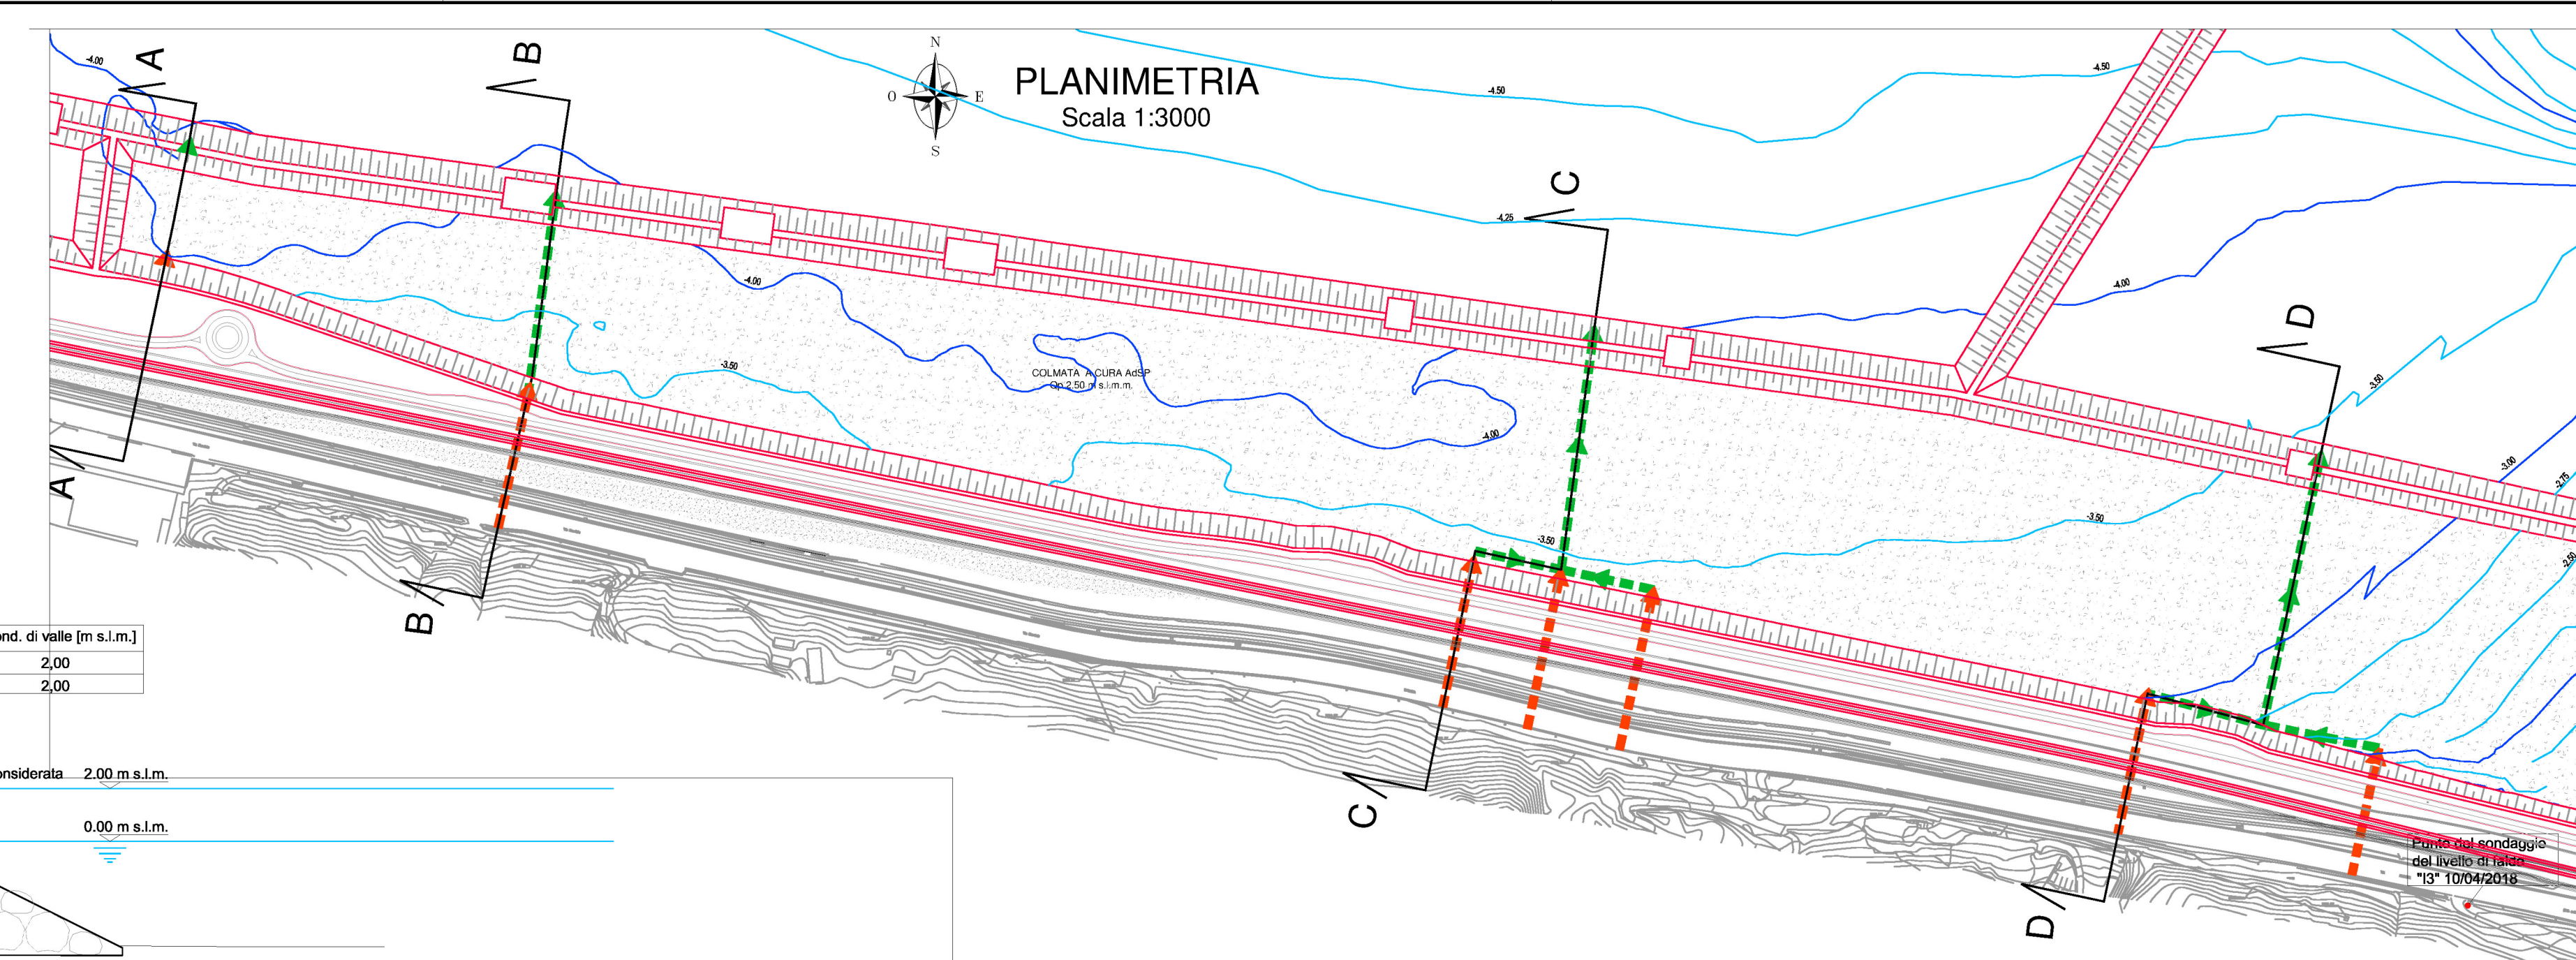 A
B
N
O
E
S
PLANIMETRIA
Scala 1:3000
-4.00
-4.50
-4.50
C
-4.25
-4.00
D
-4.00
-3.50
-3.50
COLMATA A CURA AdSP
Qp 2.50 m s.l.m.m.
-4.00
-3.00
-2.75
-3.50
-3.50
-2.50
A
B
C
D
ond. di valle [m s.l.m.]
2,00
2,00
onsiderata 2.00 m s.l.m.
0.00 m s.l.m.
Punto del sondaggio
del livello di falda
"I3" 10/04/2018